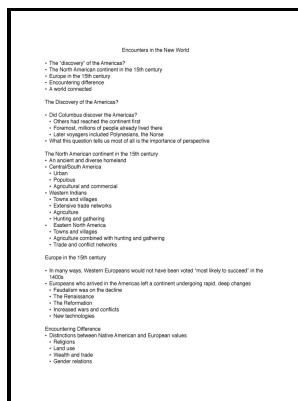 Encounters in the New World
• The "discovery" of the Americas?
• The North American continent in the 15th century
• Europe in the 15th century
• Encountering difference
• A world connected
The Discovery of the Americas?
• Did Columbus discover the Americas?
• Others had reached the continent first
• Foremost, millions of people already lived there
• Later voyagers included Polynesians, the Norse
• What this question tells us most of all is the importance of perspective
The North American continent in the 15th century
• An ancient and diverse homeland
• Central/South America
• Urban
• Populous
• Agricultural and commercial
• Western Indians
• Towns and villages
• Extensive trade networks
• Agriculture
• Hunting and gathering
• Eastern North America
• Towns and villages
• Agriculture combined with hunting and gathering
• Trade and conflict networks
Europe in the 15th century
• In many ways, Western Europeans would not have been voted "most likely to succeed" in the
1400s
• Europeans who arrived in the Americas left a continent undergoing rapid, deep changes
• Feudalism was on the decline
• The Renaissance
• The Reformation
• Increased wars and conflicts
• New technologies
Encountering Difference
• Distinctions between Native American and European values
• Religions
• Land use
• Wealth and trade
• Gender relations